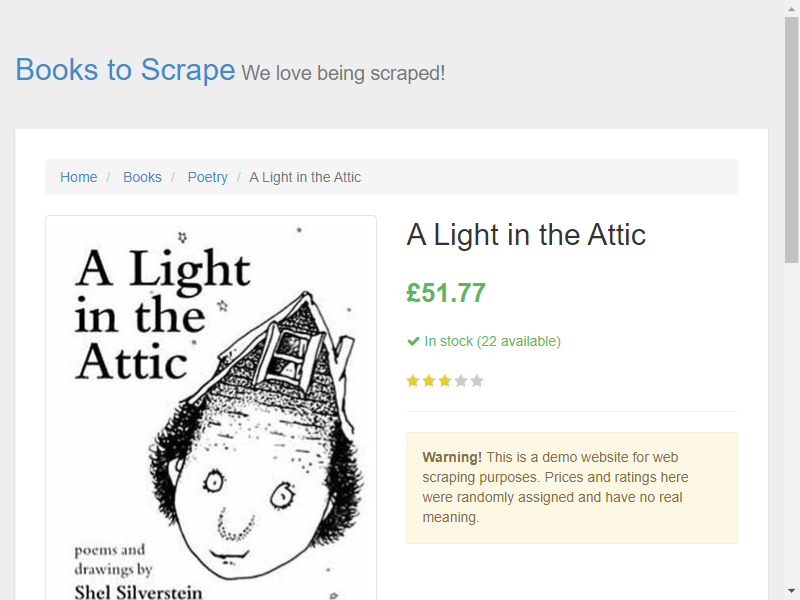 Books to Scrape We love being scraped!
Home / Books / Poetry / A Light in the Attic
A Light
in the
Attic
poems and
drawings by
Shel Silverstein
A Light in the Attic
£51.77
In stock (22 available)
Warning! This is a demo website for web
scraping purposes. Prices and ratings here
were randomly assigned and have no real
meaning.